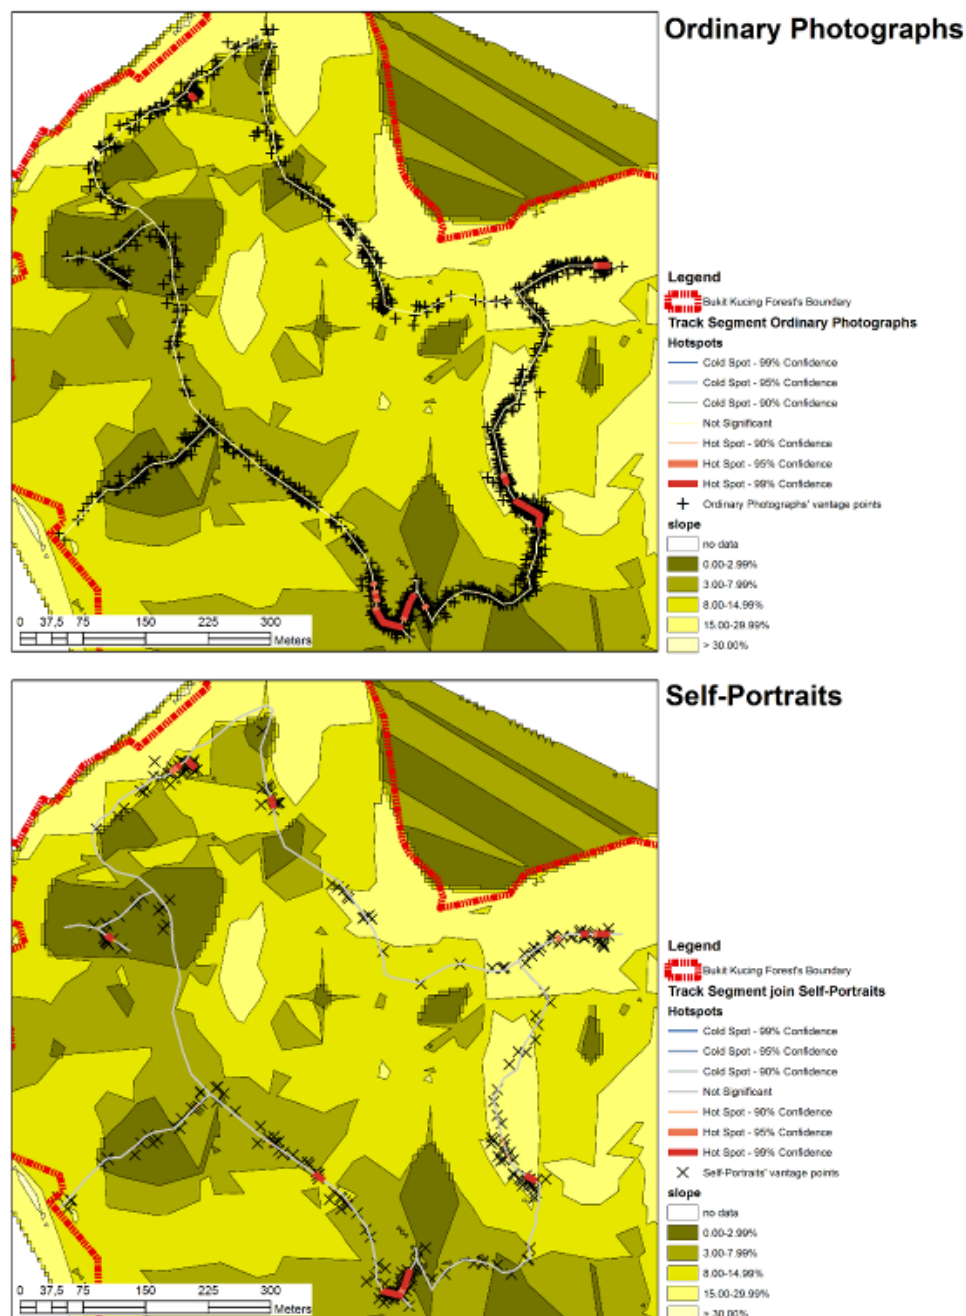 Ordinary Photographs
Legend
Bukit Kucing Forest's Boundary
Track Segment Ordinary Photographs
Hotspots
Cold Spot - 99% Confidence
Cold Spot - 95% Confidence
Cold Spot - 90% Confidence
Not Significant
Hot Spot - 90% Confidence
Hot Spot - 95% Confidence
Hot Spot - 99% Confidence
Ordinary Photographs' vantage points
slope
no data
0.00-2.99%
3.00-7.99%
8.00-14.99%
15.00-29.99%
> 30.00%
0 37,5 75 150 225 300
Meters
Self-Portraits
Legend
Bukit Kucing Forest's Boundary
Track Segment join Self-Portraits
Hotspots
Cold Spot - 99% Confidence
Cold Spot - 95% Confidence
Cold Spot - 90% Confidence
Not Significant
Hot Spot - 90% Confidence
Hot Spot - 95% Confidence
Hot Spot - 99% Confidence
Self-Portraits' vantage points
slope
no data
0.00-2.99%
3.00-7.99%
8.00-14.99%
15.00-29.99%
> 30.00%
0 37,5 75 150 225 300
Meters